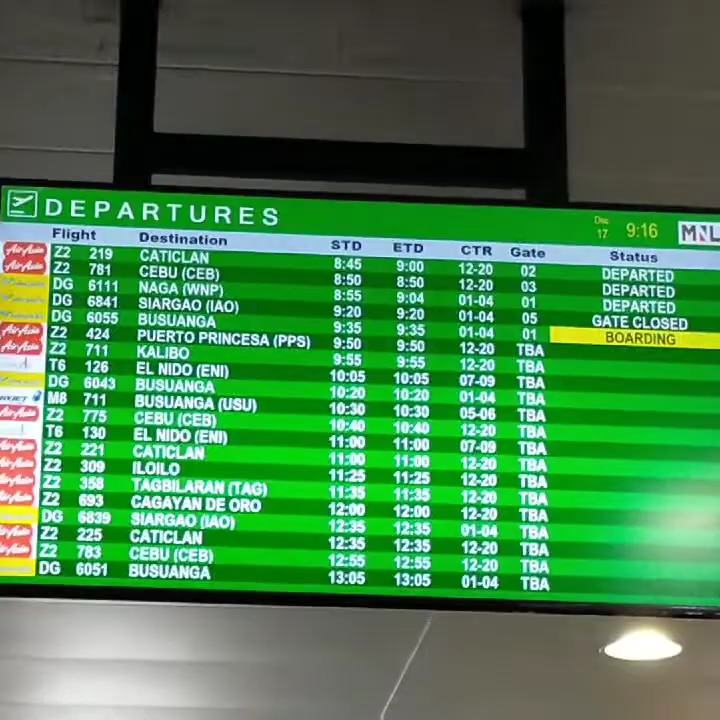 DEPARTURES Dec 17 9:16 MNL
Flight Destination STD ETD CTR Gate Status
AirAsia Z2 219 CATICLAN 8:45 9:00 12-20 02 DEPARTED
AirAsia Z2 781 CEBU (CEB) 8:50 8:50 12-20 03 DEPARTED
DG 6111 NAGA (WNP) 8:55 9:04 01-04 01 DEPARTED
DG 6841 SIARGAO (IAO) 9:20 9:20 01-04 05 GATE CLOSED
DG 6055 BUSUANGA 9:35 9:35 01-04 01 BOARDING
AirAsia Z2 424 PUERTO PRINCESA (PPS) 9:50 9:50 12-20 TBA
AirAsia Z2 711 KALIBO 9:55 9:55 12-20 TBA
T6 126 EL NIDO (ENI) 10:05 10:05 07-09 TBA
DG 6043 BUSUANGA 10:20 10:20 01-04 TBA
M8 711 BUSUANGA (USU) 10:30 10:30 05-06 TBA
AirAsia Z2 775 CEBU (CEB) 10:40 10:40 12-20 TBA
T6 130 EL NIDO (ENI) 11:00 11:00 07-09 TBA
AirAsia Z2 221 CATICLAN 11:00 11:00 12-20 TBA
AirAsia Z2 309 ILOILO 11:25 11:25 12-20 TBA
AirAsia Z2 358 TAGBILARAN (TAG) 11:35 11:35 12-20 TBA
AirAsia Z2 693 CAGAYAN DE ORO 12:00 12:00 12-20 TBA
DG 6839 SIARGAO (IAO) 12:35 12:35 01-04 TBA
AirAsia Z2 225 CATICLAN 12:35 12:35 12-20 TBA
AirAsia Z2 783 CEBU (CEB) 12:55 12:55 12-20 TBA
DG 6051 BUSUANGA 13:05 13:05 01-04 TBA